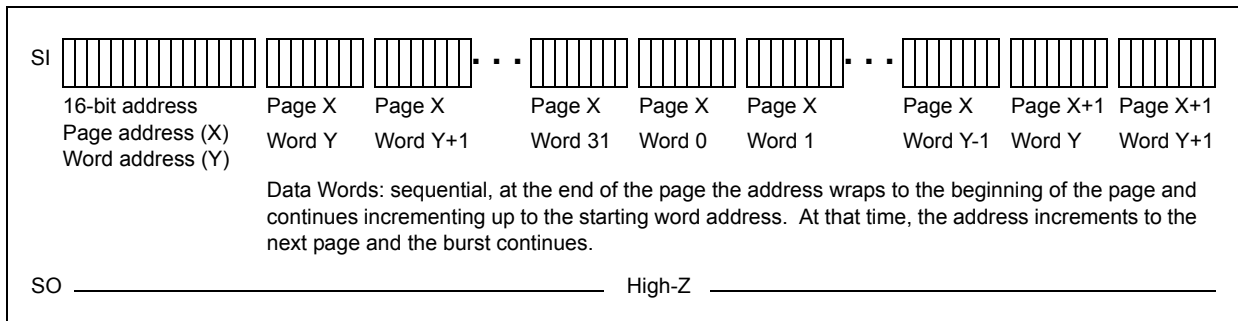 SI
. . .
. . .
16-bit address
Page address (X)
Word address (Y)
Page X
Word Y
Page X
Word Y+1
Page X
Word 31
Page X
Word 0
Page X
Word 1
Page X
Word Y-1
Page X+1
Word Y
Page X+1
Word Y+1
Data Words: sequential, at the end of the page the address wraps to the beginning of the page and
continues incrementing up to the starting word address. At that time, the address increments to the
next page and the burst continues.
SO
High-Z